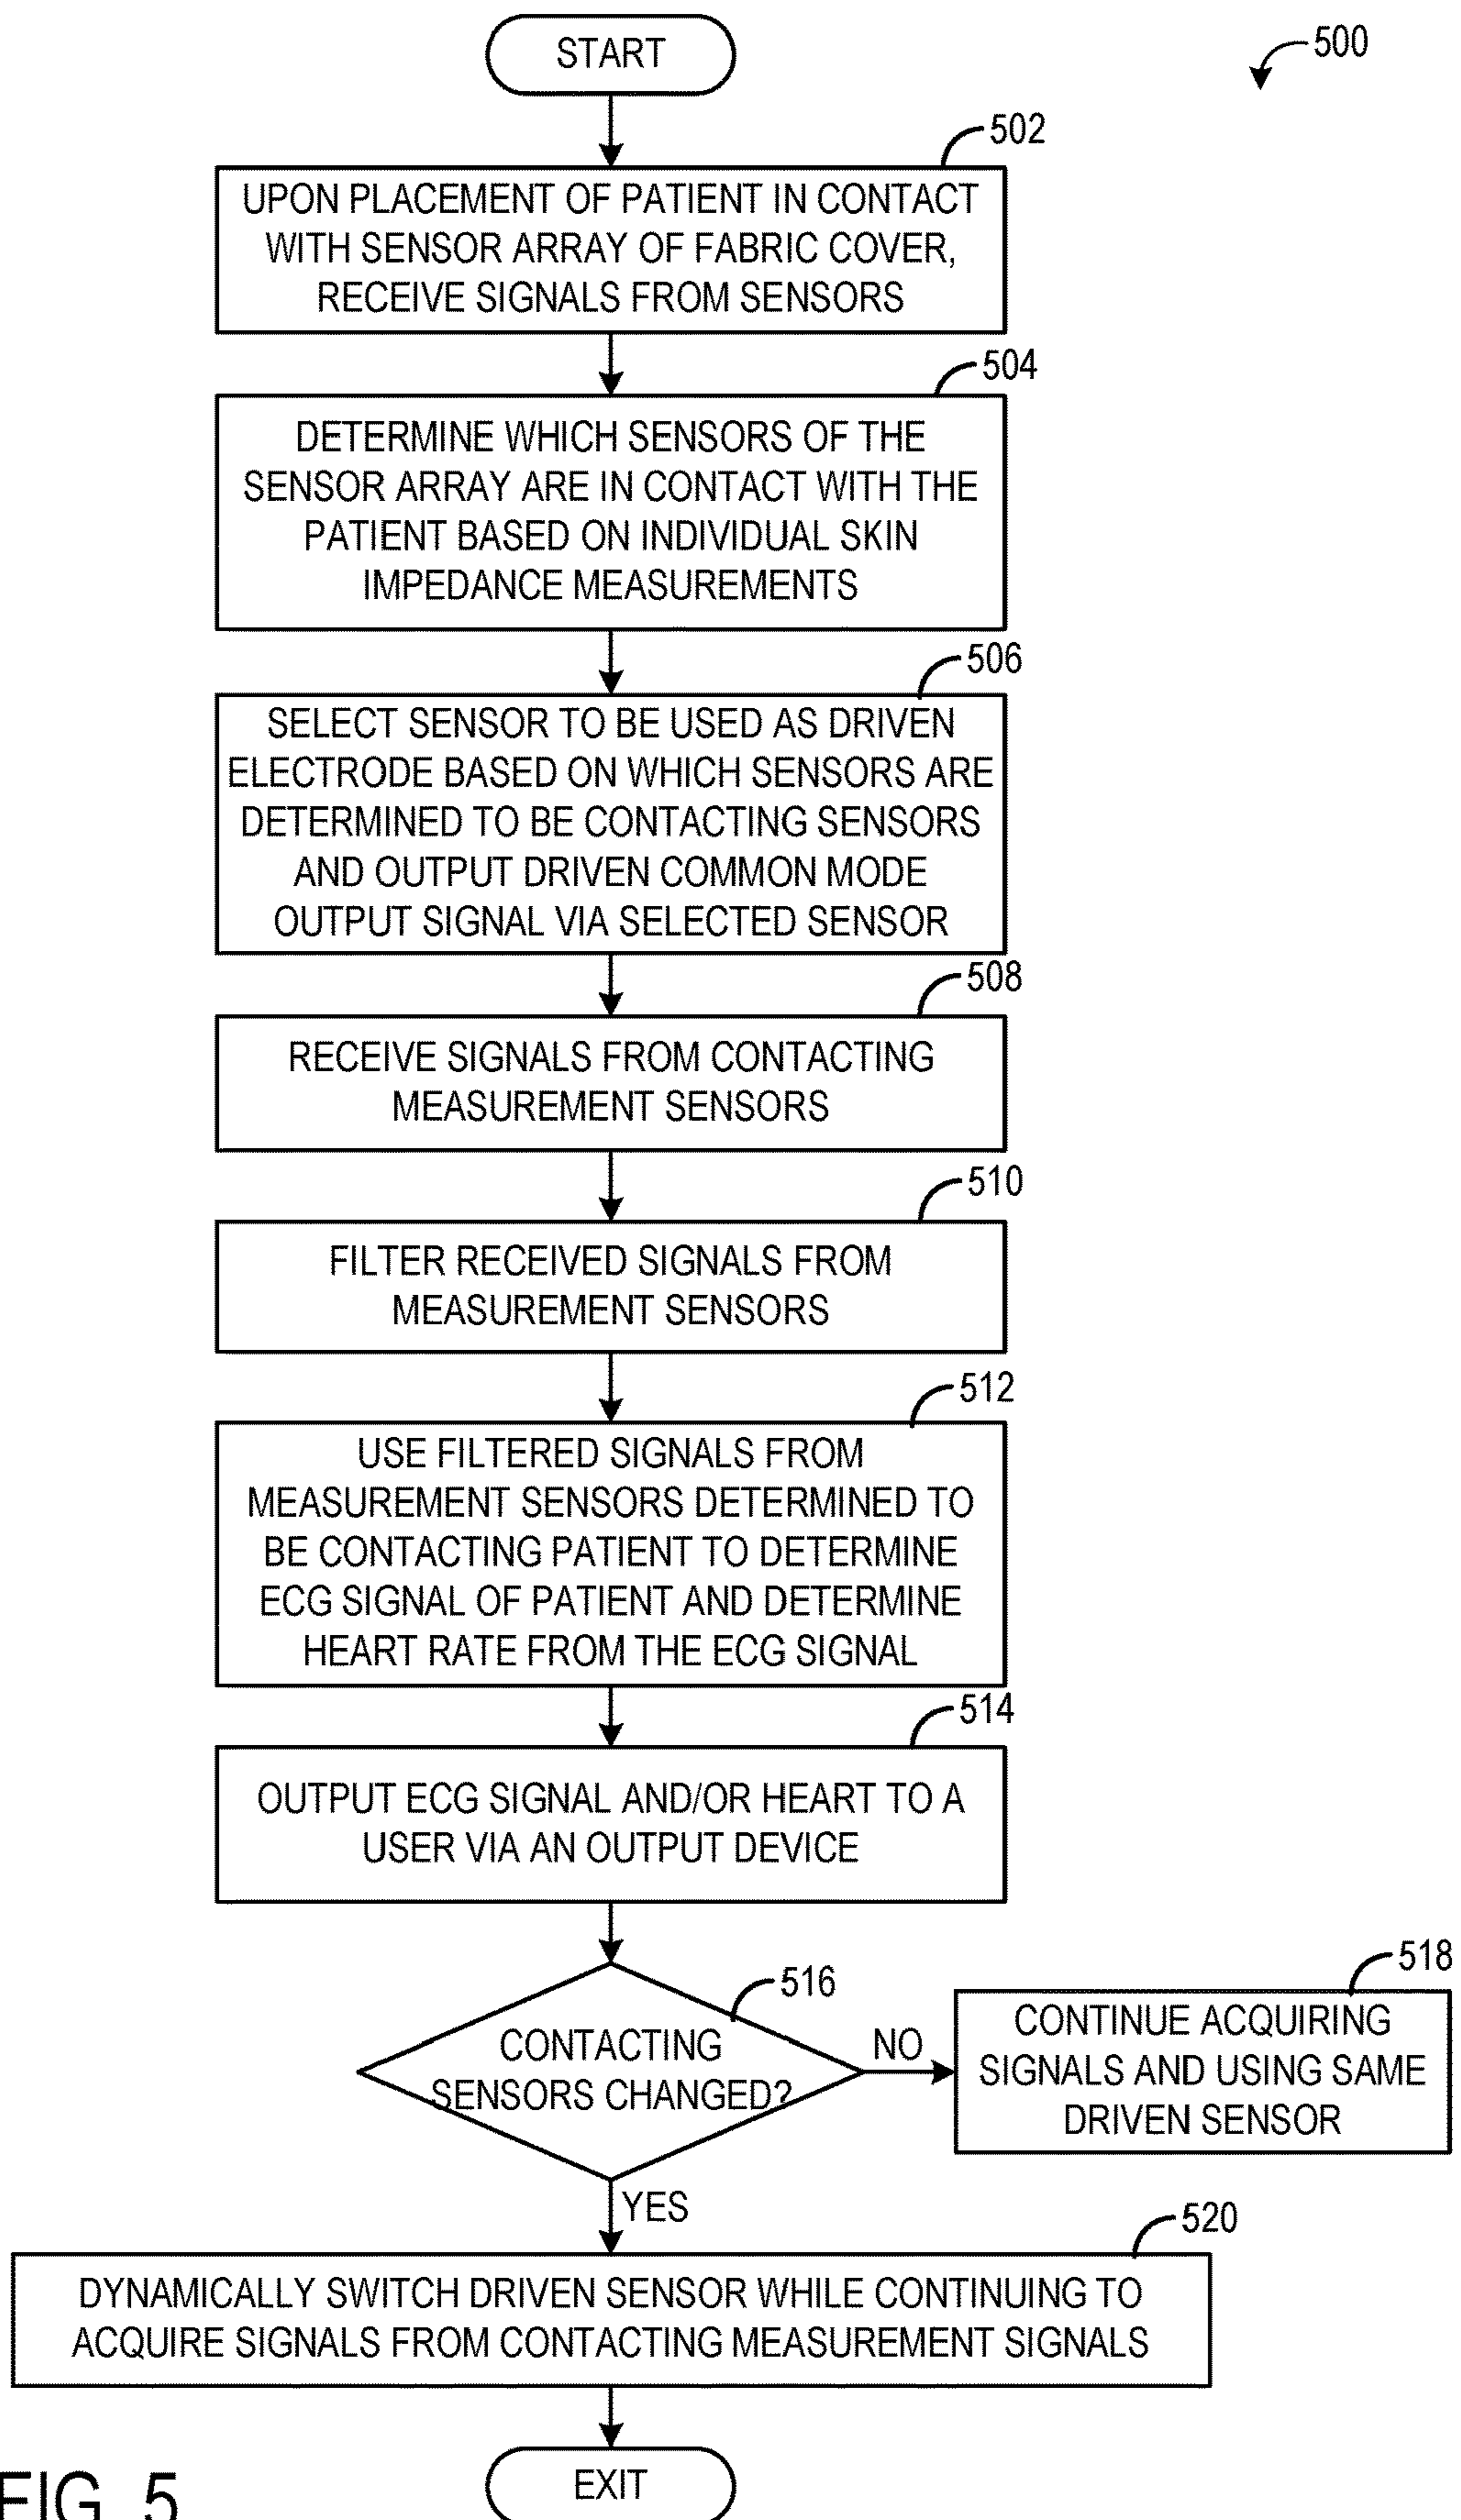 START
500
502
UPON PLACEMENT OF PATIENT IN CONTACT
WITH SENSOR ARRAY OF FABRIC COVER,
RECEIVE SIGNALS FROM SENSORS
504
DETERMINE WHICH SENSORS OF THE
SENSOR ARRAY ARE IN CONTACT WITH THE
PATIENT BASED ON INDIVIDUAL SKIN
IMPEDANCE MEASUREMENTS
506
SELECT SENSOR TO BE USED AS DRIVEN
ELECTRODE BASED ON WHICH SENSORS ARE
DETERMINED TO BE CONTACTING SENSORS
AND OUTPUT DRIVEN COMMON MODE
OUTPUT SIGNAL VIA SELECTED SENSOR
508
RECEIVE SIGNALS FROM CONTACTING
MEASUREMENT SENSORS
510
FILTER RECEIVED SIGNALS FROM
MEASUREMENT SENSORS
512
USE FILTERED SIGNALS FROM
MEASUREMENT SENSORS DETERMINED TO
BE CONTACTING PATIENT TO DETERMINE
ECG SIGNAL OF PATIENT AND DETERMINE
HEART RATE FROM THE ECG SIGNAL
514
OUTPUT ECG SIGNAL AND/OR HEART TO A
USER VIA AN OUTPUT DEVICE
516
CONTACTING
SENSORS CHANGED?
NO
518
CONTINUE ACQUIRING
SIGNALS AND USING SAME
DRIVEN SENSOR
YES
520
DYNAMICALLY SWITCH DRIVEN SENSOR WHILE CONTINUING TO
ACQUIRE SIGNALS FROM CONTACTING MEASUREMENT SIGNALS
EXIT
FIG. 5